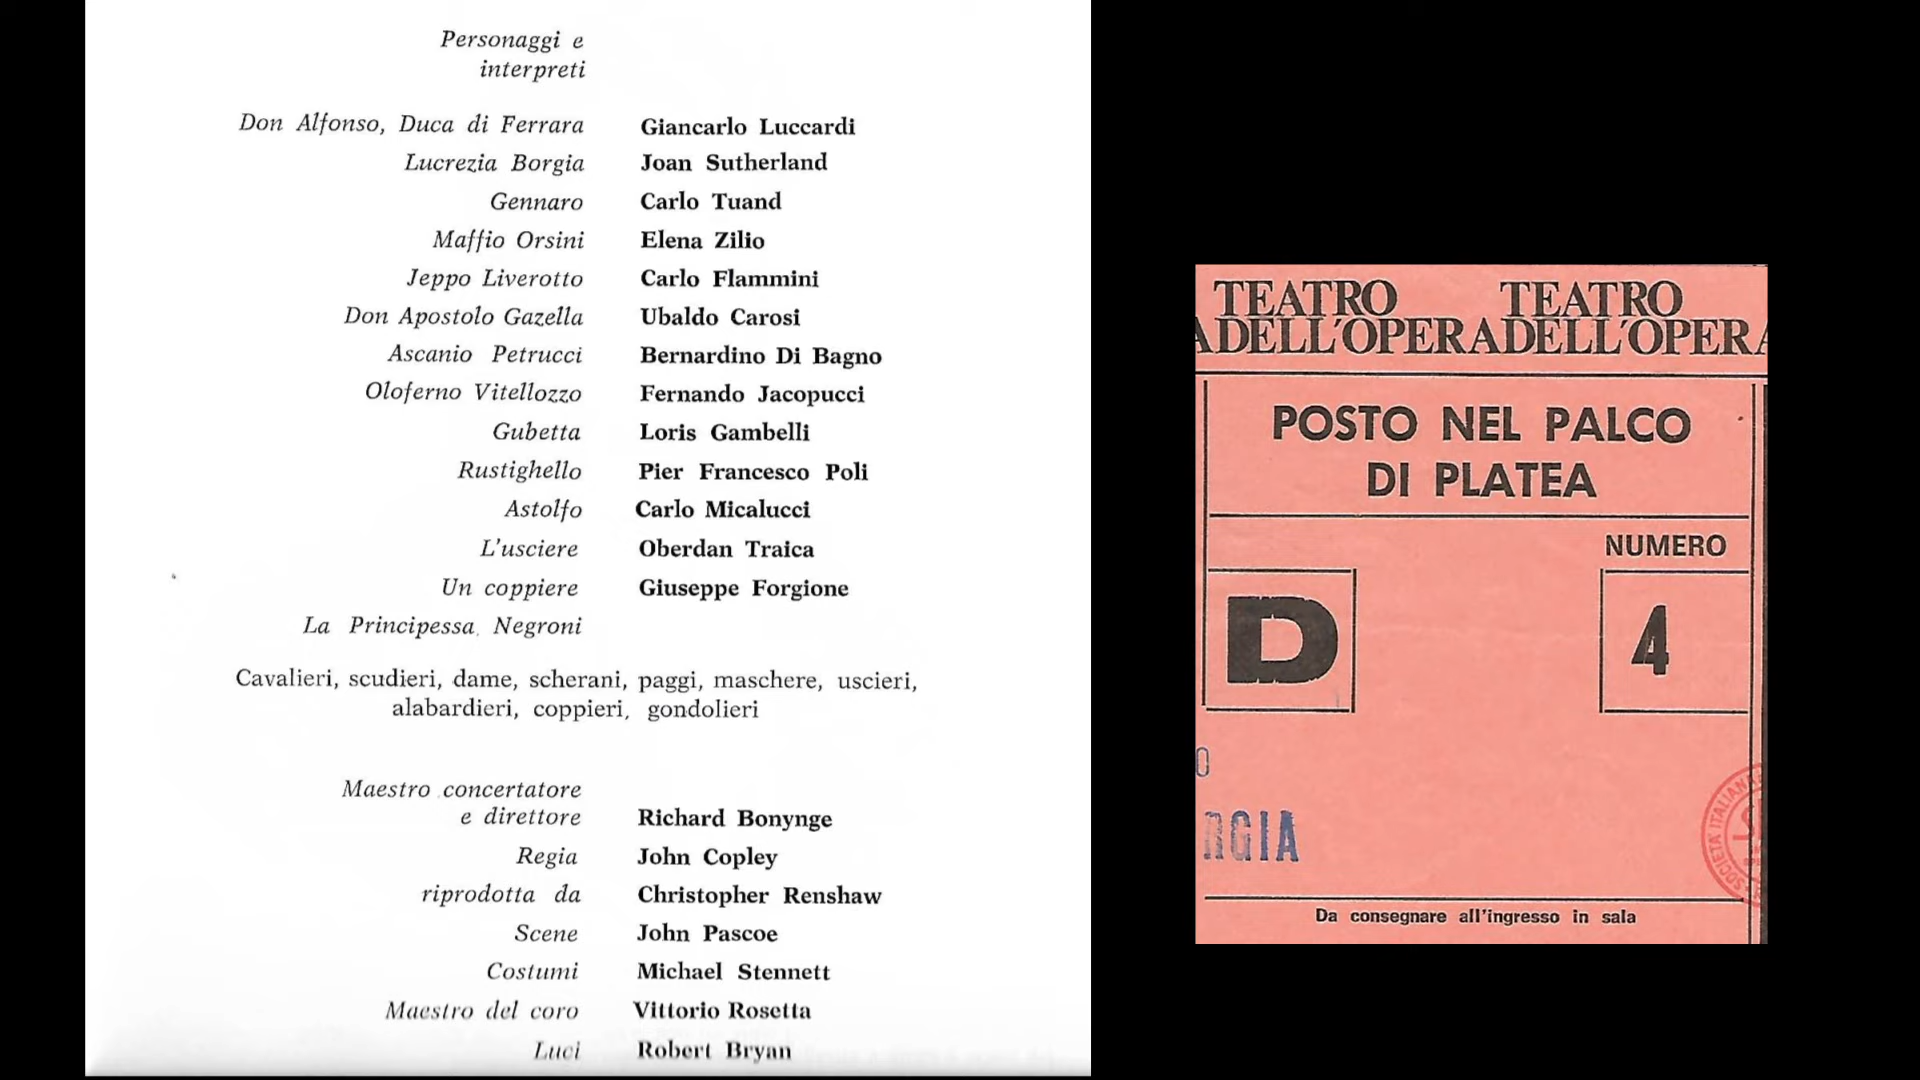 Personaggi e
interpreti
Don Alfonso, Duca di Ferrara Giancarlo Luccardi
Lucrezia Borgia Joan Sutherland
Gennaro Carlo Tuand
Maffio Orsini Elena Zilio
Jeppo Liverotto Carlo Flammini
Don Apostolo Gazella Ubaldo Carosi
Ascanio Petrucci Bernardino Di Bagno
Oloferno Vitellozzo Fernando Jacopucci
Gubetta Loris Gambelli
Rustighello Pier Francesco Poli
Astolfo Carlo Micalucci
L'usciere Oberdan Traica
Un coppiere Giuseppe Forgione
La Principessa Negroni
Cavalieri, scudieri, dame, scherani, paggi, maschere, uscieri,
alabardieri, coppieri, gondolieri
Maestro concertatore
e direttore Richard Bonynge
Regia John Copley
riprodotta da Christopher Renshaw
Scene John Pascoe
Costumi Michael Stennett
Maestro del coro Vittorio Rosetta
Luci Robert Bryan
TEATRO TEATRO
ADELL'OPERADELL'OPERA
POSTO NEL PALCO
DI PLATEA
NUMERO
D 4
O
RGIA
SOCIETA' ITALIANA
Da consegnare all'ingresso in sala